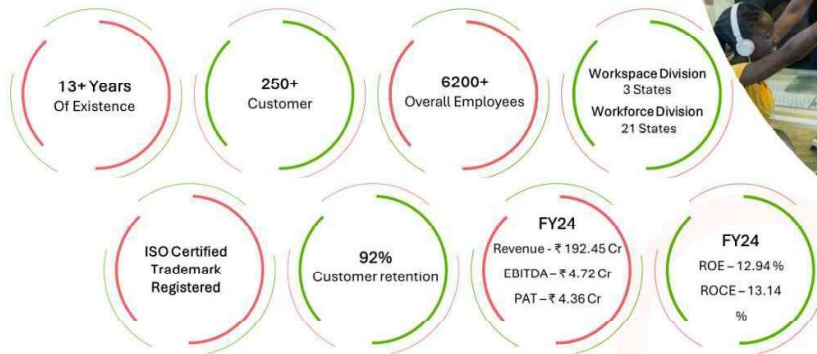 13+ Years
Of Existence
250+
Customer
6200+
Overall Employees
Workspace Division
3 States
Workforce Division
21 States
ISO Certified
Trademark
Registered
92%
Customer retention
FY24
Revenue - ₹ 192.45 Cr
EBITDA – ₹ 4.72 Cr
PAT – ₹ 4.36 Cr
FY24
ROE – 12.94 %
ROCE – 13.14
%